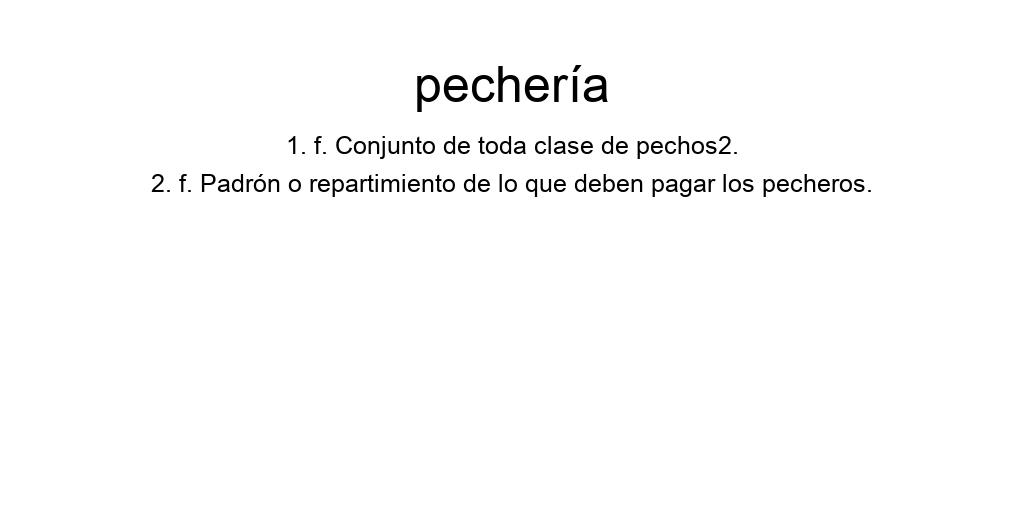 pechería
1. f. Conjunto de toda clase de pechos2.
2. f. Padrón o repartimiento de lo que deben pagar los pecheros.